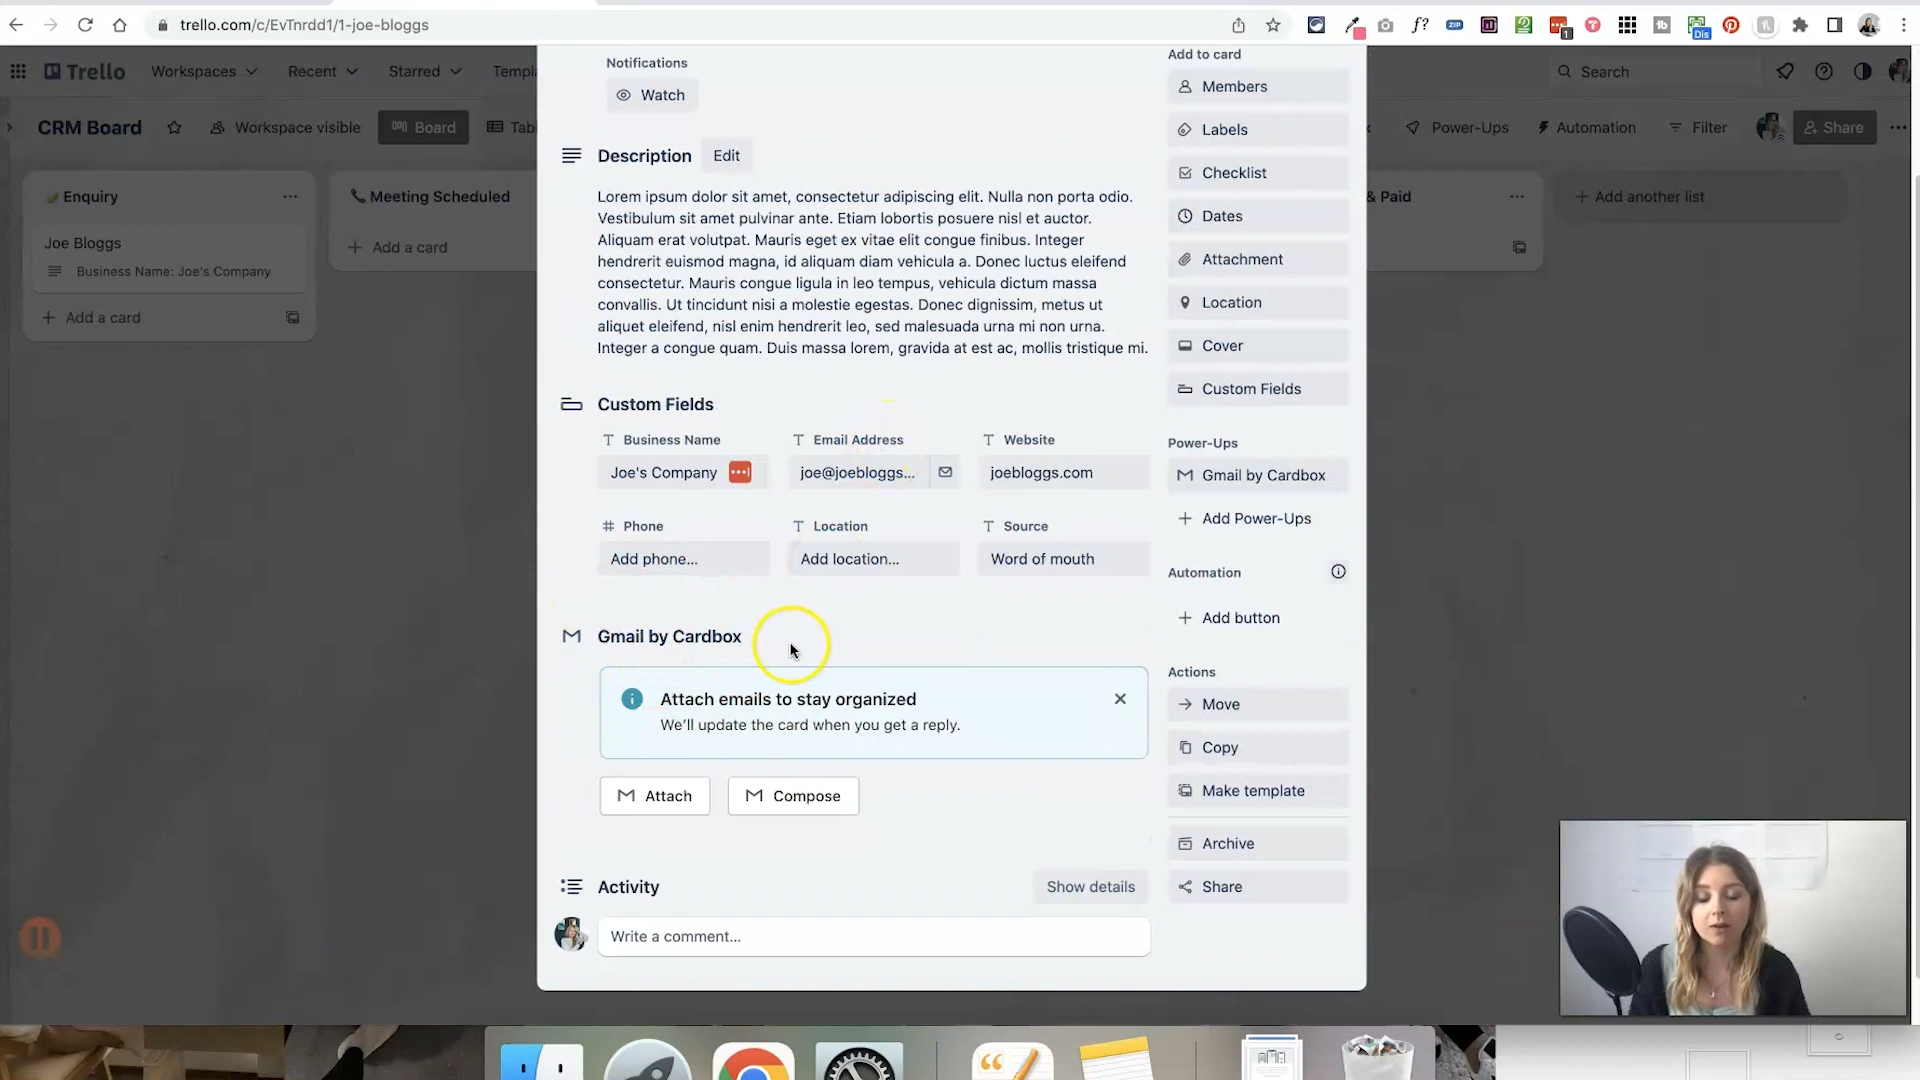 trello.com/c/EvTnrdd1/1-joe-bloggs
f?
ZIP
1
Dis
Trello
Workspaces
Recent
Starred
Templa
Search
CRM Board
Workspace visible
Board
Tab
Power-Ups
Automation
Filter
Share
Enquiry
Joe Bloggs
Business Name: Joe's Company
Add a card
Meeting Scheduled
Add a card
& Paid
Add another list
Notifications
Watch
Description
Edit
Lorem ipsum dolor sit amet, consectetur adipiscing elit. Nulla non porta odio.
Vestibulum sit amet pulvinar ante. Etiam lobortis posuere nisl et auctor.
Aliquam erat volutpat. Mauris eget ex vitae elit congue finibus. Integer
hendrerit euismod magna, id aliquam diam vehicula a. Donec luctus eleifend
consectetur. Mauris congue ligula in leo tempus, vehicula dictum massa
convallis. Ut tincidunt nisi a molestie egestas. Donec dignissim, metus ut
aliquet eleifend, nisl enim hendrerit leo, sed malesuada urna mi non urna.
Integer a congue quam. Duis massa lorem, gravida at est ac, mollis tristique mi.
Custom Fields
Business Name
Joe's Company
Email Address
joe@joebloggs...
Website
joebloggs.com
Phone
Add phone...
Location
Add location...
Source
Word of mouth
Gmail by Cardbox
Attach emails to stay organized
We'll update the card when you get a reply.
Attach
Compose
Activity
Show details
Write a comment...
Add to card
Members
Labels
Checklist
Dates
Attachment
Location
Cover
Custom Fields
Power-Ups
Gmail by Cardbox
Add Power-Ups
Automation
Add button
Actions
Move
Copy
Make template
Archive
Share